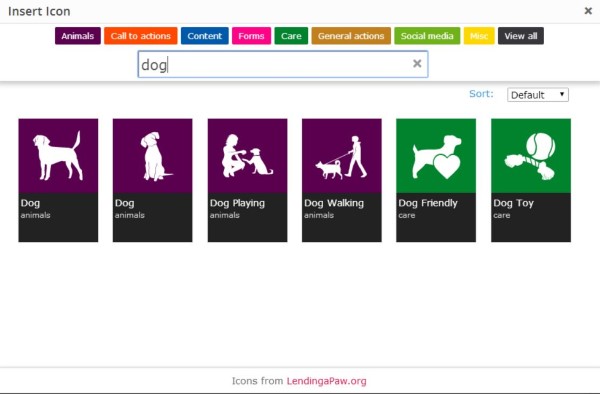 Insert Icon ×
Animals Call to actions Content Forms Care General actions Social media Misc View all
dog ×
Sort: Default
Dog Dog Dog Playing Dog Walking Dog Friendly Dog Toy
animals animals animals animals care care
Icons from LendingaPaw.org